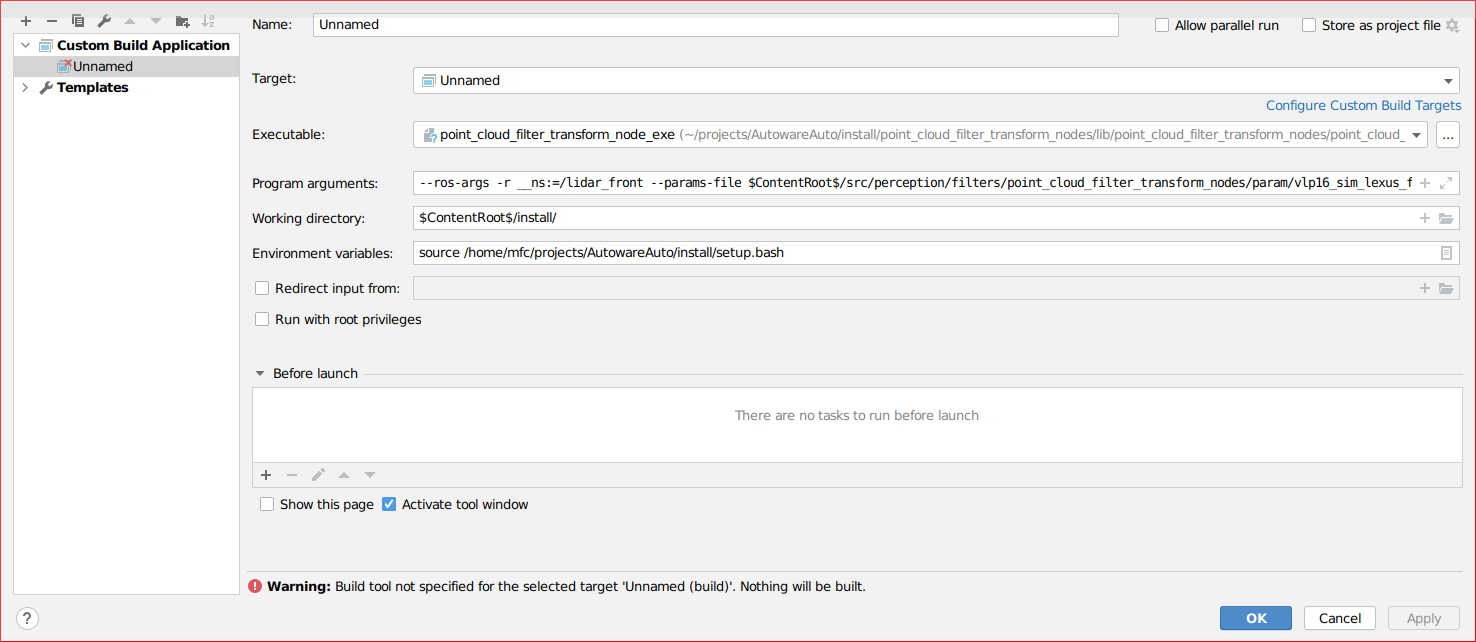 Name: Unnamed Allow parallel run Store as project file
Custom Build Application
Unnamed
Templates
Target: Unnamed
Configure Custom Build Targets
Executable: point_cloud_filter_transform_node_exe (~/projects/AutowareAuto/install/point_cloud_filter_transform_nodes/lib/point_cloud_filter_transform_nodes/point_cloud_ ...
Program arguments: --ros-args -r __ns:=/lidar_front --params-file $ContentRoot$/src/perception/filters/point_cloud_filter_transform_nodes/param/vlp16_sim_lexus_f
Working directory: $ContentRoot$/install/
Environment variables: source /home/mfc/projects/AutowareAuto/install/setup.bash
Redirect input from:
Run with root privileges
Before launch
There are no tasks to run before launch
Show this page Activate tool window
Warning: Build tool not specified for the selected target 'Unnamed (build)'. Nothing will be built.
? OK Cancel Apply